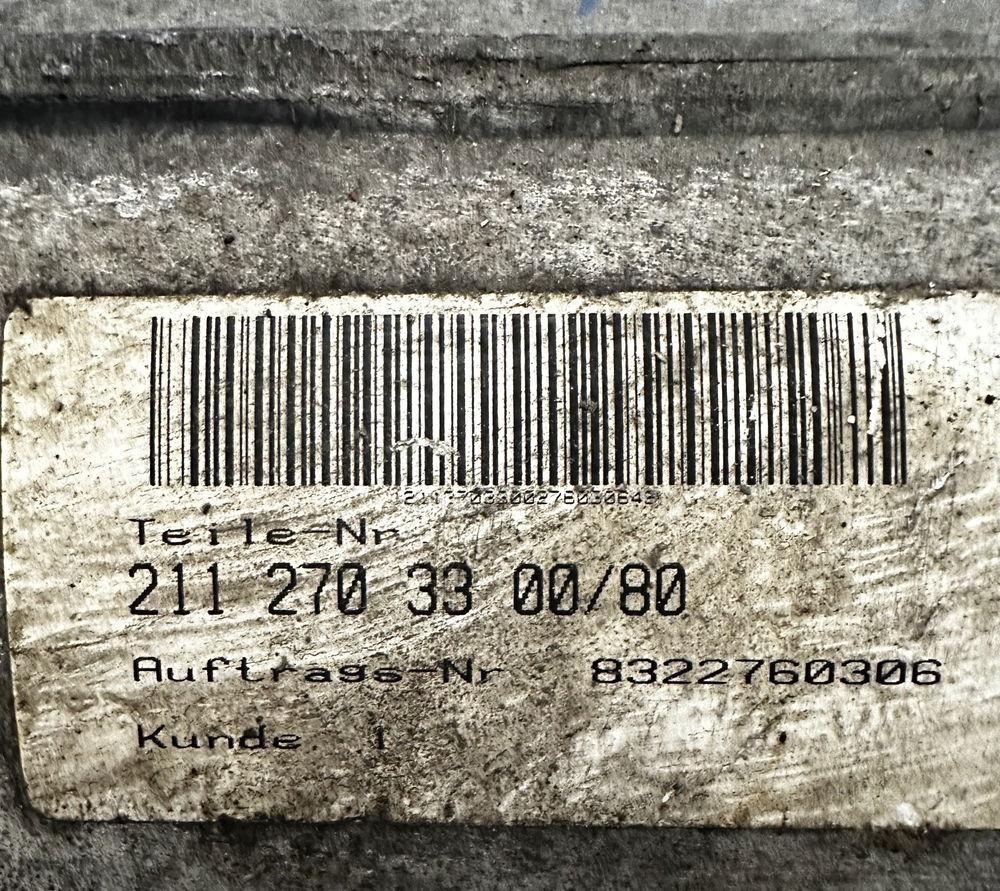 Teile-Nr
211 270 33 00/80
Auftrags-Nr 8322760306
Kunde 1